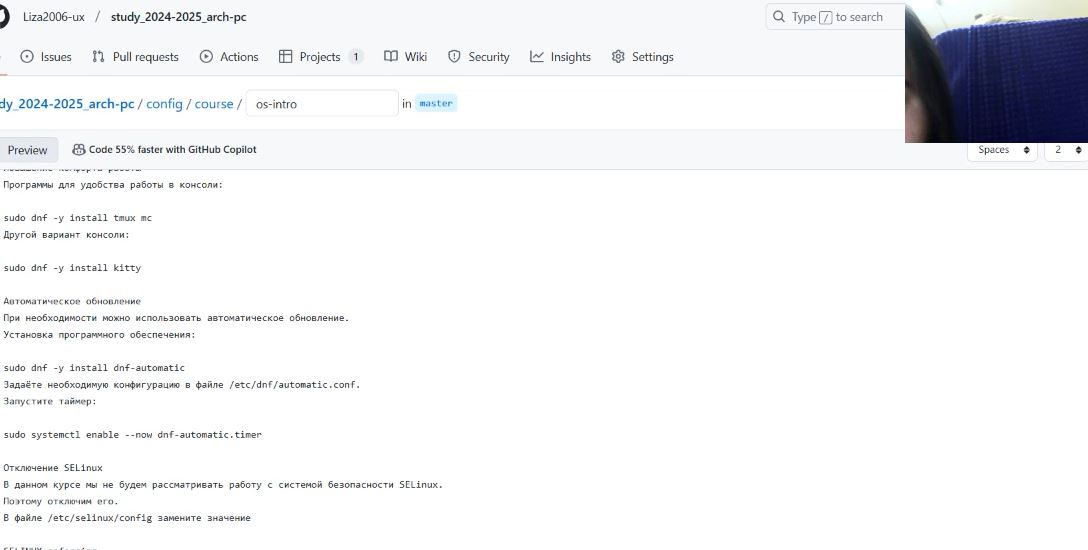 Liza2006-ux / study_2024-2025_arch-pc
Type / to search
Issues Pull requests Actions Projects 1 Wiki Security Insights Settings
dy_2024-2025_arch-pc / config / course / os-intro in master
Preview Code 55% faster with GitHub Copilot Spaces 2
Программы для удобства работы в консоли:
sudo dnf -y install tmux mc
Другой вариант консоли:
sudo dnf -y install kitty
Автоматическое обновление
При необходимости можно использовать автоматическое обновление.
Установка программного обеспечения:
sudo dnf -y install dnf-automatic
Задаёте необходимую конфигурацию в файле /etc/dnf/automatic.conf.
Запустите таймер:
sudo systemctl enable --now dnf-automatic.timer
Отключение SELinux
В данном курсе мы не будем рассматривать работу с системой безопасности SELinux.
Поэтому отключим его.
В файле /etc/selinux/config замените значение